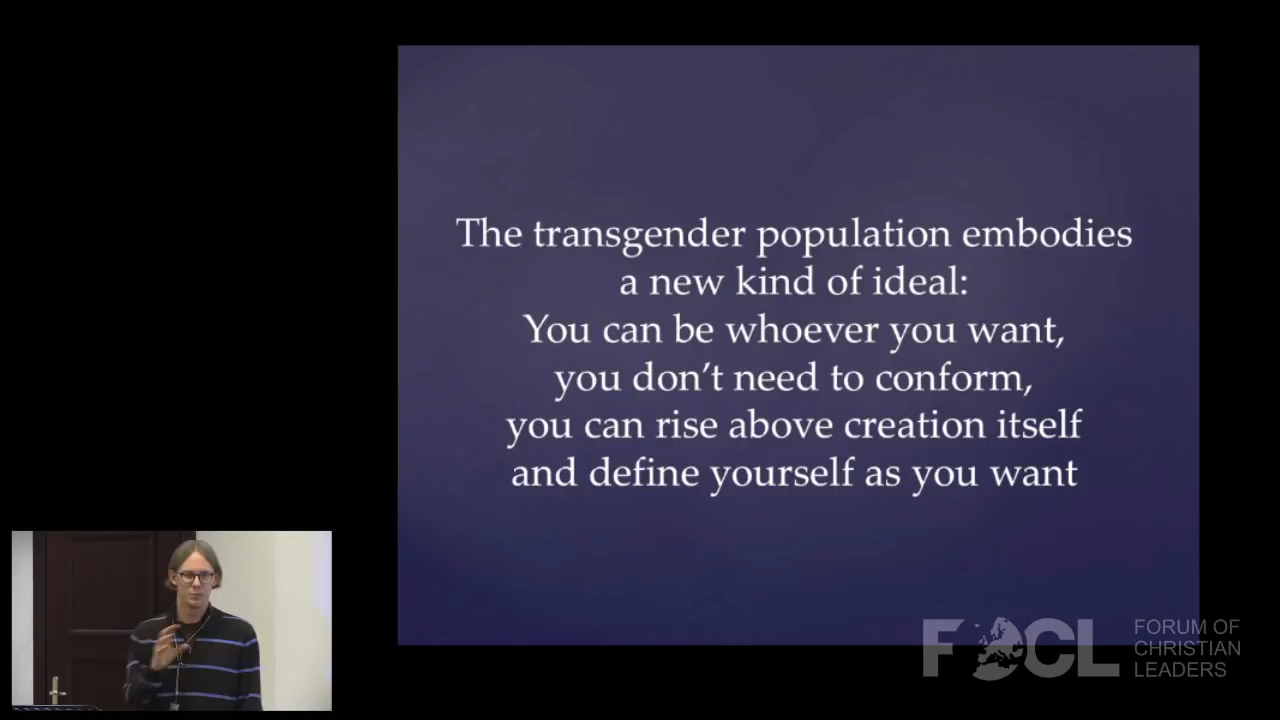 The transgender population embodies
a new kind of ideal:
You can be whoever you want,
you don't need to conform,
you can rise above creation itself
and define yourself as you want
FOCL
FORUM OF
CHRISTIAN
LEADERS